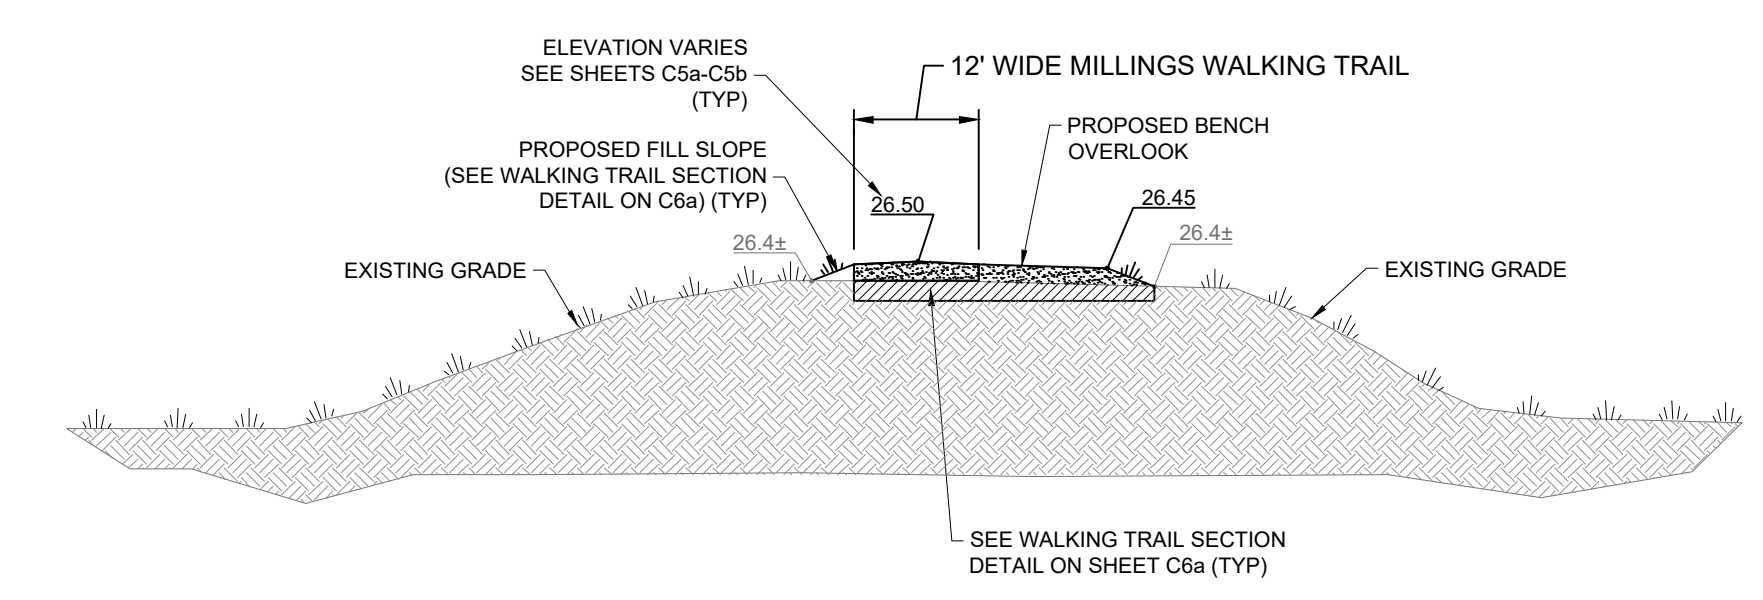 ELEVATION VARIES
SEE SHEETS C5a-C5b
(TYP)
12' WIDE MILLINGS WALKING TRAIL
PROPOSED BENCH
OVERLOOK
PROPOSED FILL SLOPE
(SEE WALKING TRAIL SECTION
DETAIL ON C6a) (TYP)
26.50
26.45
26.4±
26.4±
EXISTING GRADE
EXISTING GRADE
SEE WALKING TRAIL SECTION
DETAIL ON SHEET C6a (TYP)